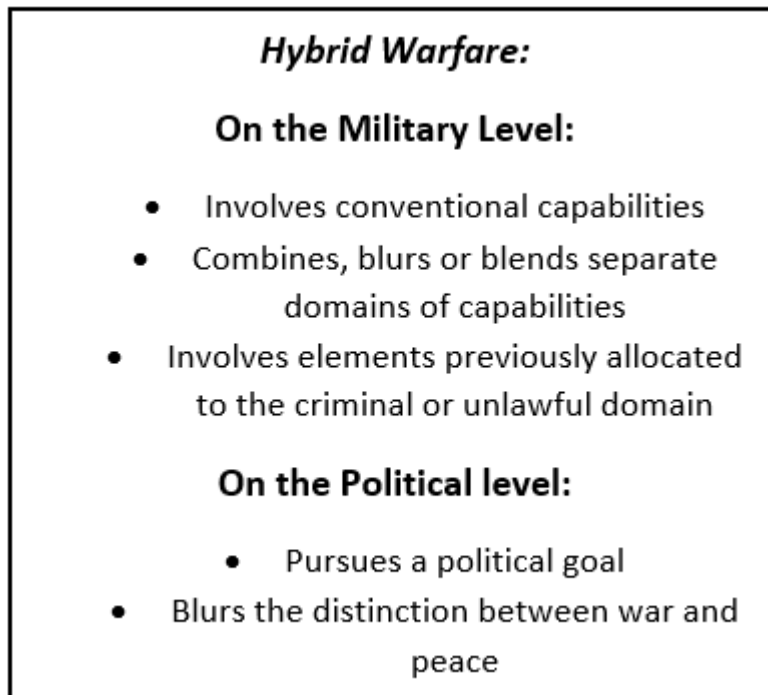 Hybrid Warfare:
On the Military Level:
• Involves conventional capabilities
• Combines, blurs or blends separate
domains of capabilities
• Involves elements previously allocated
to the criminal or unlawful domain
On the Political level:
• Pursues a political goal
• Blurs the distinction between war and
peace